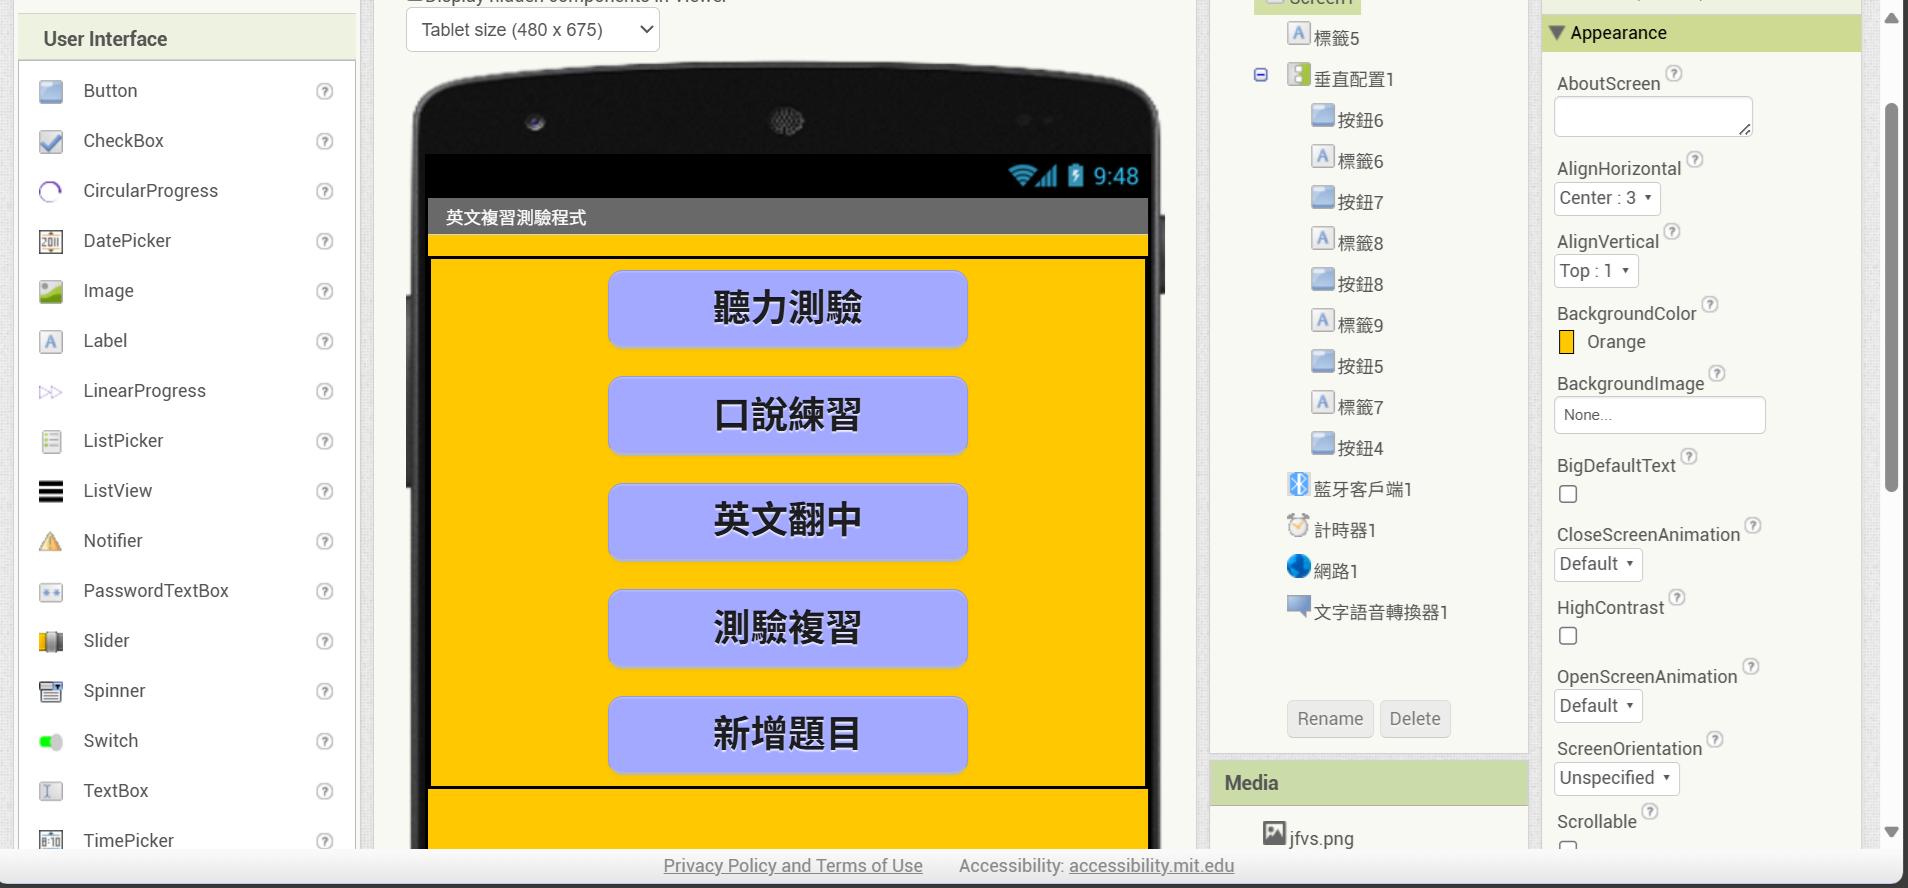 User Interface
Button
CheckBox
CircularProgress
DatePicker
Image
Label
LinearProgress
ListPicker
ListView
Notifier
PasswordTextBox
Slider
Spinner
Switch
TextBox
TimePicker
Display hidden components in Viewer
Tablet size (480 x 675)
9:48
英文複習測驗程式
聽力測驗
口說練習
英文翻中
測驗複習
新增題目
Screen1
標籤5
垂直配置1
按鈕6
標籤6
按鈕7
標籤8
按鈕8
標籤9
按鈕5
標籤7
按鈕4
藍牙客戶端1
計時器1
網路1
文字語音轉換器1
Rename
Delete
Media
jfvs.png
Appearance
AboutScreen
AlignHorizontal
Center : 3
AlignVertical
Top : 1
BackgroundColor
Orange
BackgroundImage
None...
BigDefaultText
CloseScreenAnimation
Default
HighContrast
OpenScreenAnimation
Default
ScreenOrientation
Unspecified
Scrollable
Privacy Policy and Terms of Use
Accessibility: accessibility.mit.edu